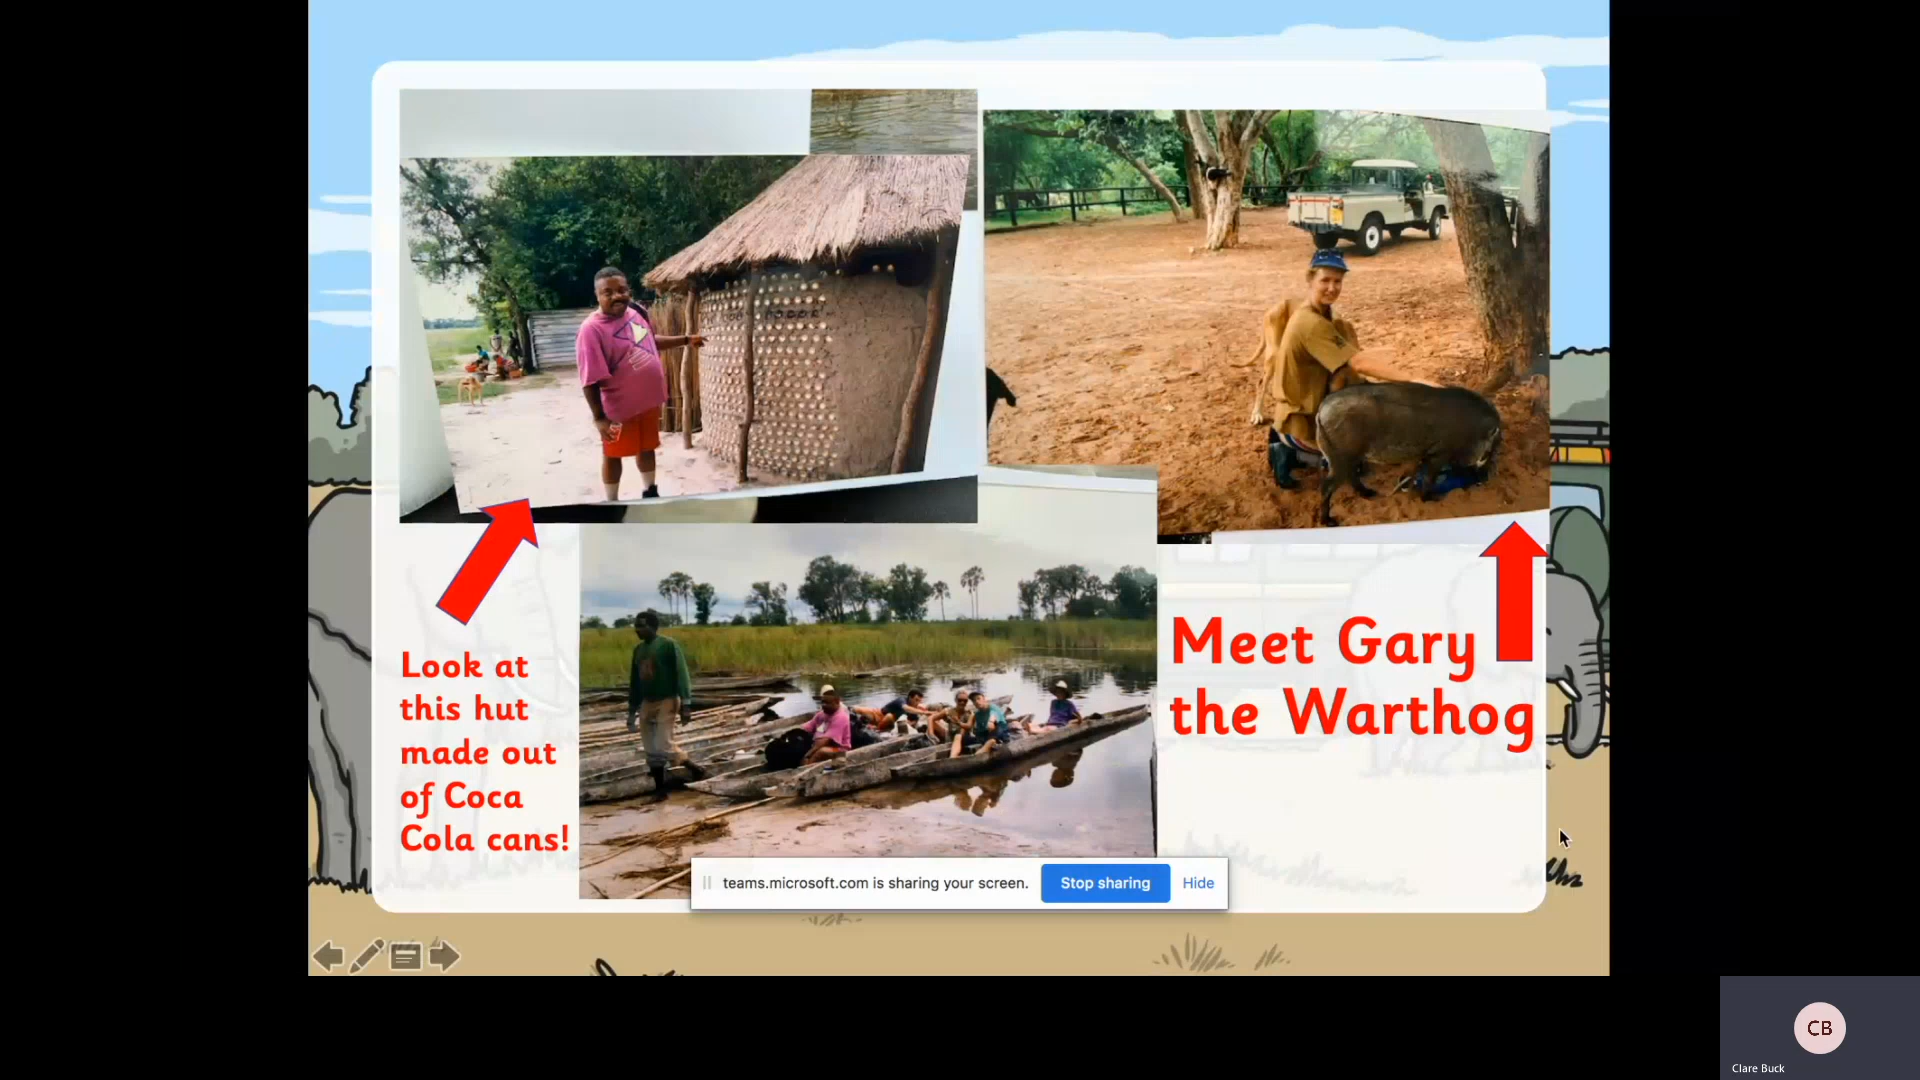 Look at
this hut
made out
of Coca
Cola cans!
Meet Gary
the Warthog
teams.microsoft.com is sharing your screen.
Stop sharing
Hide
CB
Clare Buck